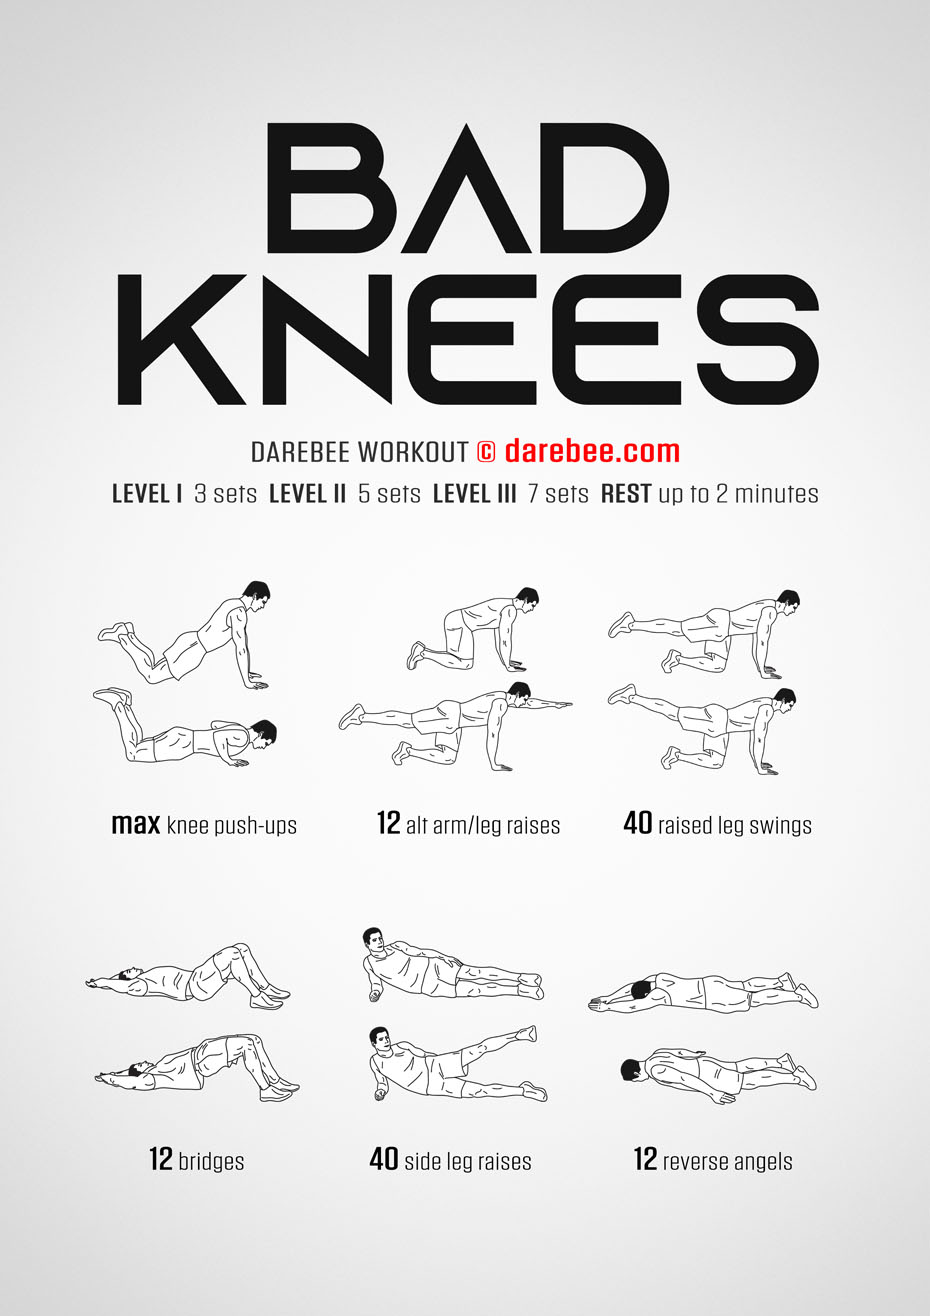 BAD
KNEES
DAREBEE WORKOUT © darebee.com
LEVEL I 3 sets LEVEL II 5 sets LEVEL III 7 sets REST up to 2 minutes
max knee push-ups
12 alt arm/leg raises
40 raised leg swings
12 bridges
40 side leg raises
12 reverse angels